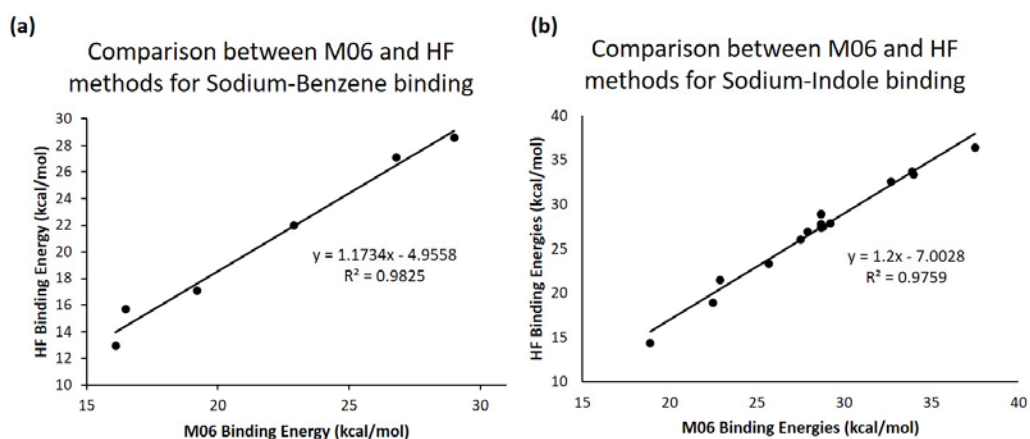 (a)
Comparison between M06 and HF
methods for Sodium-Benzene binding
HF Binding Energy (kcal/mol)
30
28
26
24
22
20
18
16
14
12
10
y = 1.1734x - 4.9558
R² = 0.9825
15
20
25
30
M06 Binding Energy (kcal/mol)
(b)
Comparison between M06 and HF
methods for Sodium-Indole binding
HF Binding Energies (kcal/mol)
40
35
30
25
20
15
10
y = 1.2x - 7.0028
R² = 0.9759
15
20
25
30
35
40
M06 Binding Energies (kcal/mol)